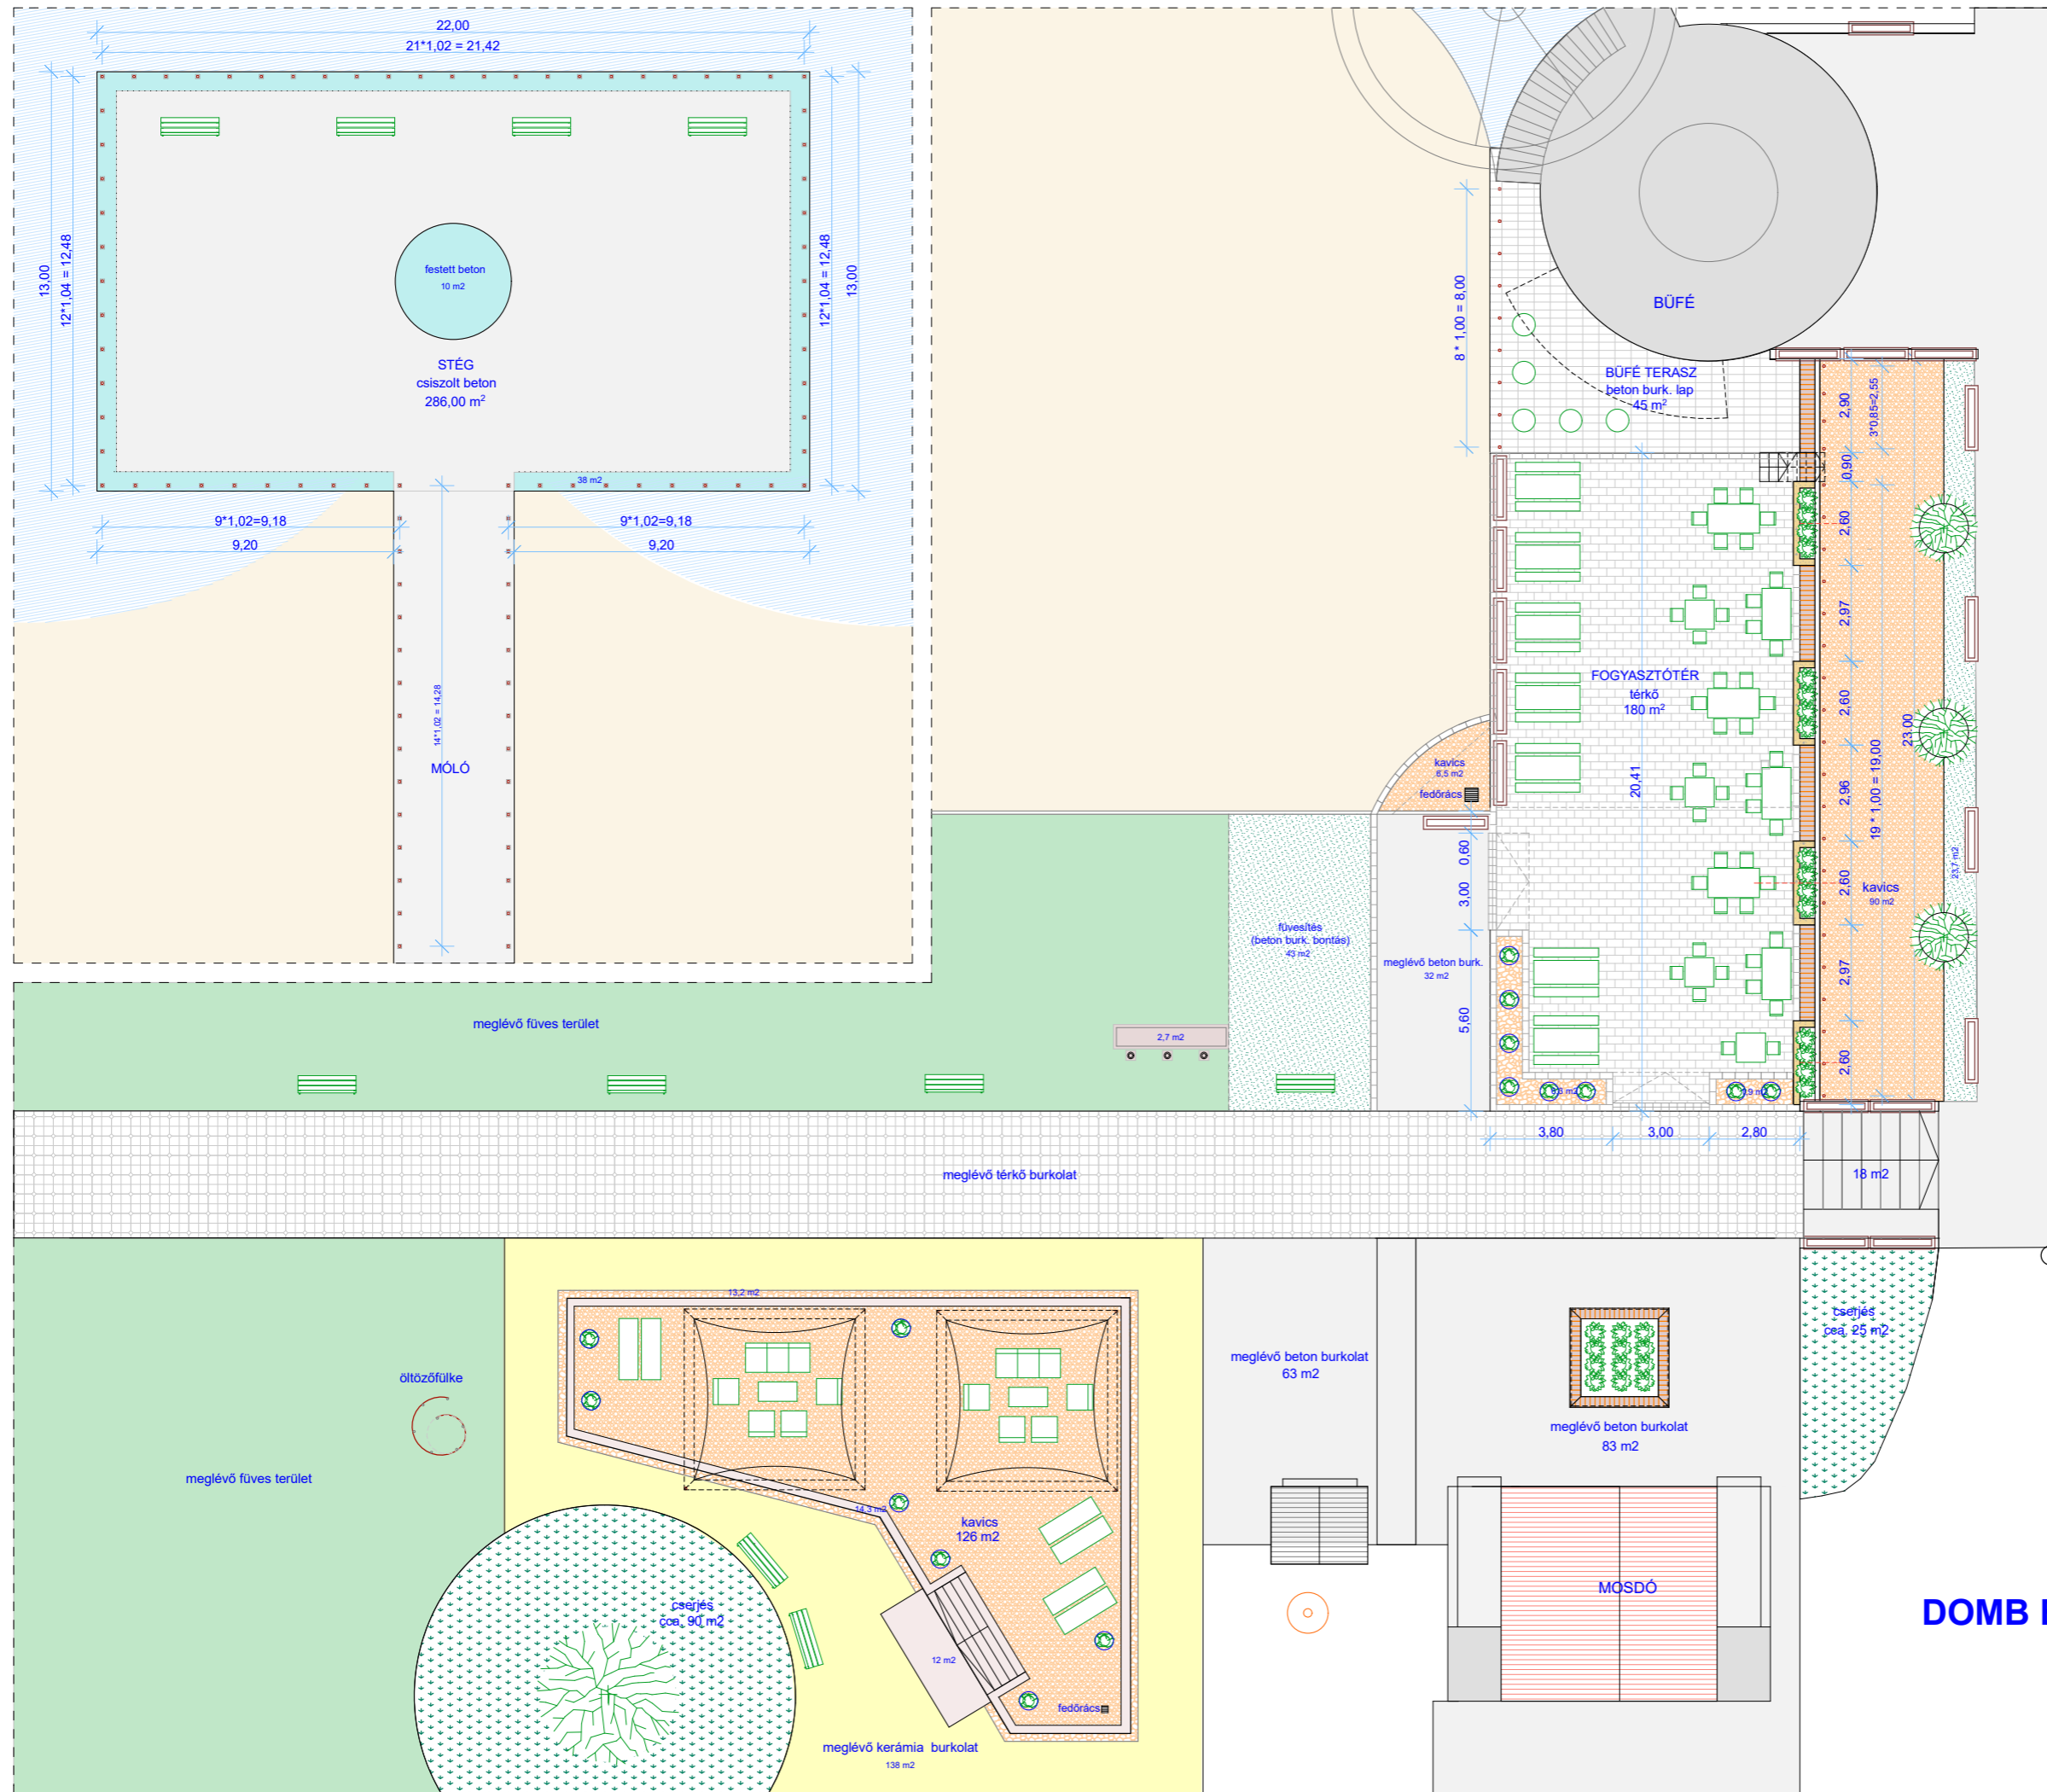 22,00
21*1,02 = 21,42
13,00
12*1,04 = 12,48
12*1,04 = 12,48
13,00
festett beton
10 m2
STÉG
csiszolt beton
286,00 m²
38 m2
9*1,02=9,18
9,20
9*1,02=9,18
9,20
14*1,02 = 14,28
MÓLÓ
8 * 1,00 = 8,00
BÜFÉ
BÜFÉ TERASZ
beton burk. lap
45 m²
2,90
3*0,85=2,55
0,90
2,60
2,97
2,60
2,96
2,60
2,97
2,60
19 * 1,00 = 19,00
23.00
FOGYASZTÓTÉR
térkő
180 m²
20,41
kavics
6,5 m2
fedőrács
0,60
3,00
5,60
kavics
90 m2
23,7 m2
füvesítés
(beton burk. bontás)
43 m2
meglévő beton burk.
32 m2
meglévő füves terület
2,7 m2
3,80
3,00
2,80
meglévő térkő burkolat
18 m2
13,2 m2
cserjés
cca. 25 m2
öltözőfülke
meglévő beton burkolat
63 m2
meglévő beton burkolat
83 m2
meglévő füves terület
14,3 m2
kavics
126 m2
cserjés
cca. 90 m2
12 m2
MOSDÓ
DOMB
fedőrács
meglévő kerámia burkolat
138 m2